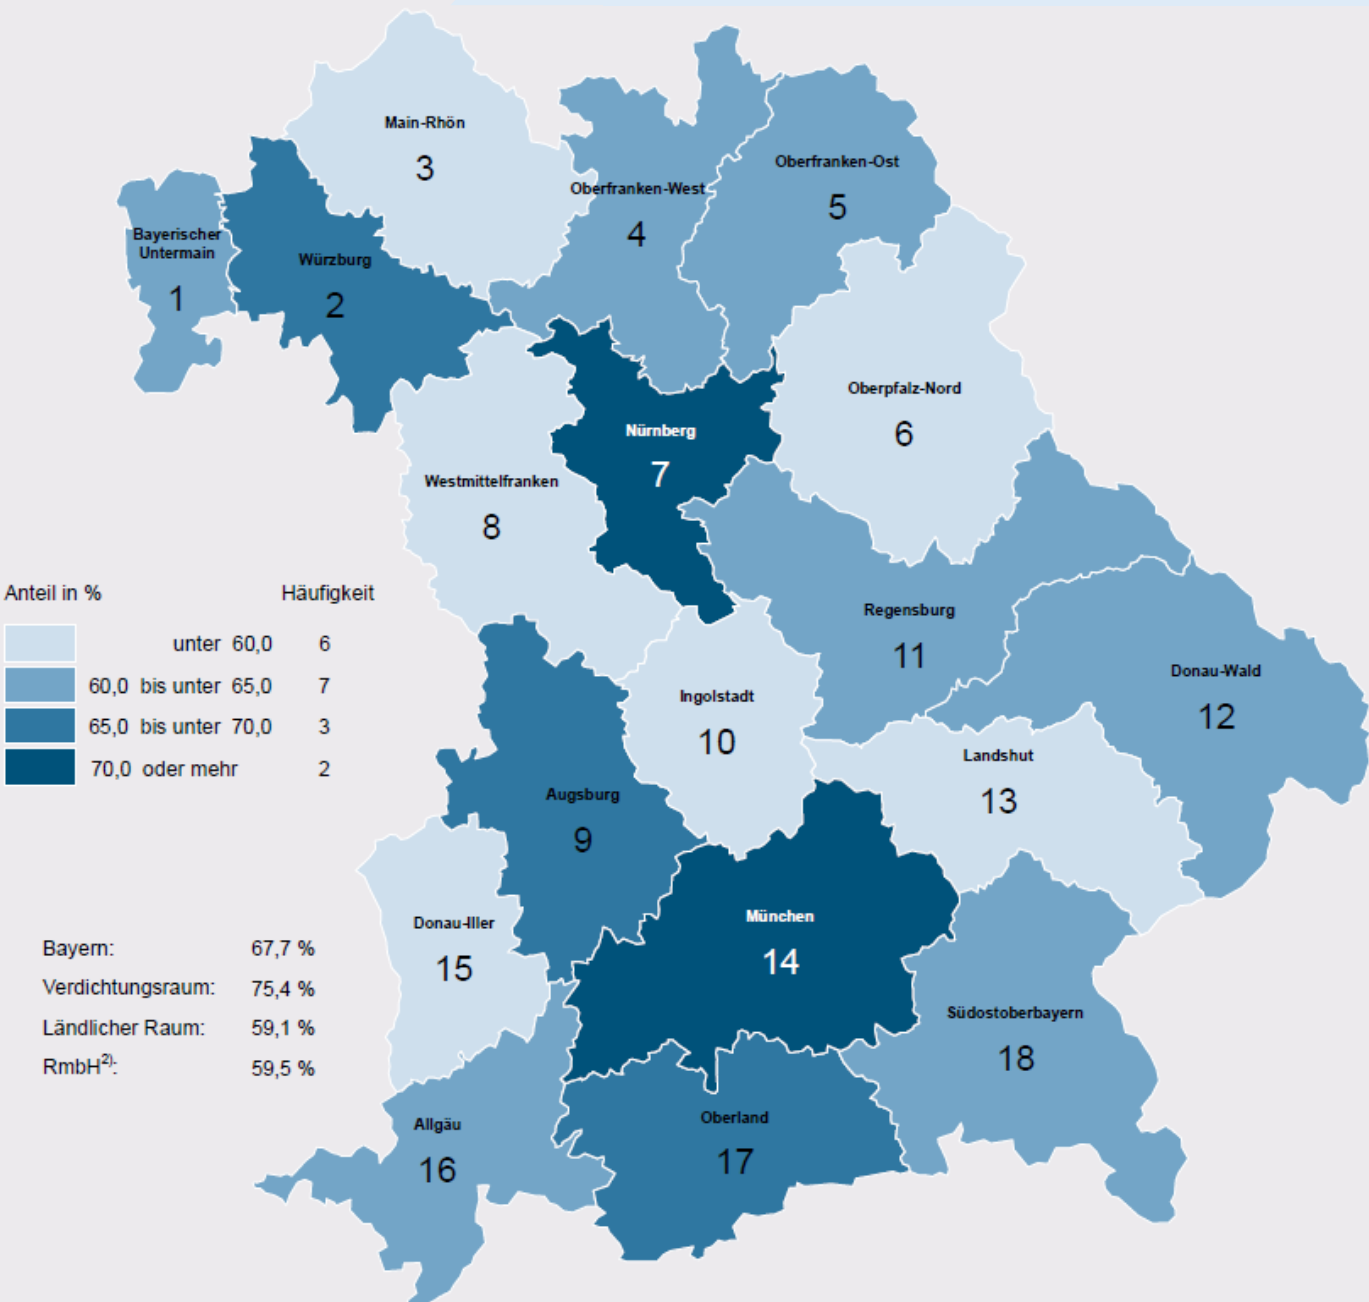 Main-Rhön
3
Oberfranken-West
4
Oberfranken-Ost
5
Bayerischer
Untermain
1
Würzburg
2
Oberpfalz-Nord
6
Nürnberg
7
Westmittelfranken
8
Regensburg
11
Donau-Wald
12
Ingolstadt
10
Landshut
13
Augsburg
9
Donau-Iller
15
München
14
Südostoberbayern
18
Allgäu
16
Oberland
17
Anteil in % Häufigkeit
unter 60,0 6
60,0 bis unter 65,0 7
65,0 bis unter 70,0 3
70,0 oder mehr 2
Bayern: 67,7 %
Verdichtungsraum: 75,4 %
Ländlicher Raum: 59,1 %
RmbH²⁾: 59,5 %